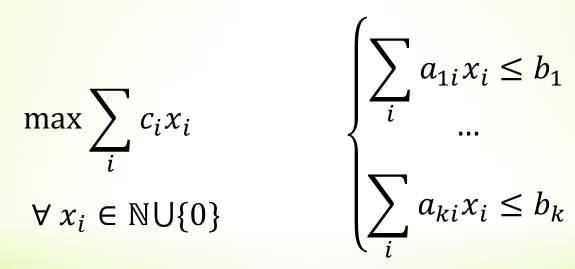 max ∑ᵢ cᵢxᵢ
∀ xᵢ ∈ ℕ⋃{0}
∑ᵢ a₁ᵢxᵢ ≤ b₁
...
∑ᵢ aₖᵢxᵢ ≤ bₖ